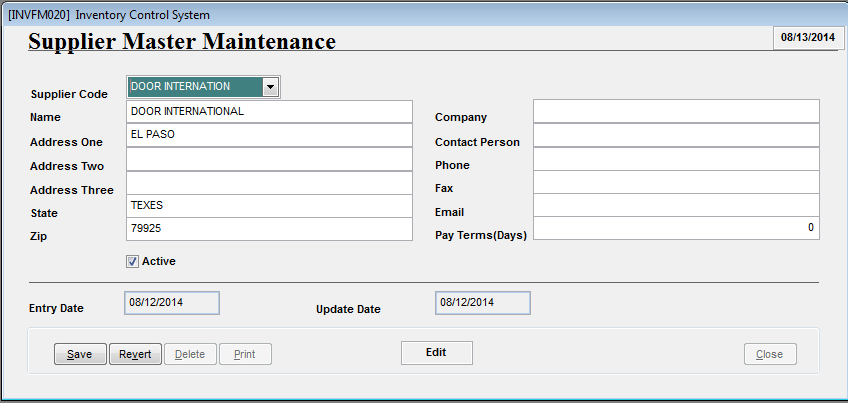 [INVFM020] Inventory Control System
Supplier Master Maintenance
08/13/2014
Supplier Code DOOR INTERNATION
Name DOOR INTERNATIONAL Company
Address One EL PASO Contact Person
Address Two Phone
Address Three Fax
State TEXES Email
Zip 79925 Pay Terms(Days) 0
Active
Entry Date 08/12/2014 Update Date 08/12/2014
Save Revert Delete Print Edit Close